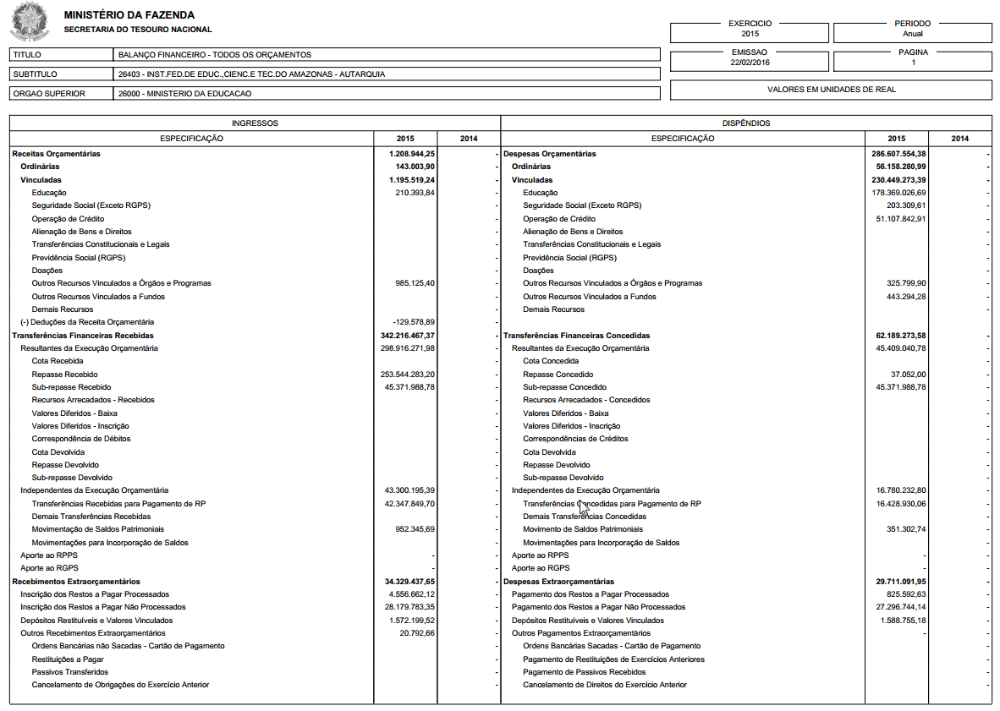 MINISTÉRIO DA FAZENDA
SECRETARIA DO TESOURO NACIONAL
EXERCICIO
2015
PERIODO
Anual
TITULO BALANÇO FINANCEIRO - TODOS OS ORÇAMENTOS
EMISSAO
22/02/2016
PAGINA
1
SUBTITULO 26403 - INST.FED.DE EDUC.,CIENC.E TEC.DO AMAZONAS - AUTARQUIA
ORGAO SUPERIOR 26000 - MINISTERIO DA EDUCACAO
VALORES EM UNIDADES DE REAL
INGRESSOS DISPÊNDIOS
ESPECIFICAÇÃO 2015 2014 ESPECIFICAÇÃO 2015 2014
Receitas Orçamentárias 1.208.944,25 - Despesas Orçamentárias 286.607.554,38 -
Ordinárias 143.003,90 - Ordinárias 56.158.280,99 -
Vinculadas 1.195.519,24 - Vinculadas 230.449.273,39 -
Educação 210.393,84 - Educação 178.369.026,69 -
Seguridade Social (Exceto RGPS) - Seguridade Social (Exceto RGPS) 203.309,61 -
Operação de Crédito - Operação de Crédito 51.107.842,91 -
Alienação de Bens e Direitos - Alienação de Bens e Direitos -
Transferências Constitucionais e Legais - Transferências Constitucionais e Legais -
Previdência Social (RGPS) - Previdência Social (RGPS) -
Doações - Doações -
Outros Recursos Vinculados a Órgãos e Programas 985.125,40 - Outros Recursos Vinculados a Órgãos e Programas 325.799,90 -
Outros Recursos Vinculados a Fundos - Outros Recursos Vinculados a Fundos 443.294,28 -
Demais Recursos - Demais Recursos -
(-) Deduções da Receita Orçamentária -129.578,89 -
Transferências Financeiras Recebidas 342.216.467,37 - Transferências Financeiras Concedidas 62.189.273,58 -
Resultantes da Execução Orçamentária 298.916.271,98 - Resultantes da Execução Orçamentária 45.409.040,78 -
Cota Recebida - Cota Concedida -
Repasse Recebido 253.544.283,20 - Repasse Concedido 37.052,00 -
Sub-repasse Recebido 45.371.988,78 - Sub-repasse Concedido 45.371.988,78 -
Recursos Arrecadados - Recebidos - Recursos Arrecadados - Concedidos -
Valores Diferidos - Baixa - Valores Diferidos - Baixa -
Valores Diferidos - Inscrição - Valores Diferidos - Inscrição -
Correspondência de Débitos - Correspondências de Créditos -
Cota Devolvida - Cota Devolvida -
Repasse Devolvido - Repasse Devolvido -
Sub-repasse Devolvido - Sub-repasse Devolvido -
Independentes da Execução Orçamentária 43.300.195,39 - Independentes da Execução Orçamentária 16.780.232,80 -
Transferências Recebidas para Pagamento de RP 42.347.849,70 - Transferências Concedidas para Pagamento de RP 16.428.930,06 -
Demais Transferências Recebidas - Demais Transferências Concedidas -
Movimentação de Saldos Patrimoniais 952.345,69 - Movimento de Saldos Patrimoniais 351.302,74 -
Movimentações para Incorporação de Saldos - Movimentações para Incorporação de Saldos -
Aporte ao RPPS - - Aporte ao RPPS - -
Aporte ao RGPS - - Aporte ao RGPS - -
Recebimentos Extraorçamentários 34.329.437,65 - Despesas Extraorçamentárias 29.711.091,95 -
Inscrição dos Restos a Pagar Processados 4.556.662,12 - Pagamento dos Restos a Pagar Processados 825.592,63 -
Inscrição dos Restos a Pagar Não Processados 28.179.783,35 - Pagamento dos Restos a Pagar Não Processados 27.296.744,14 -
Depósitos Restituíveis e Valores Vinculados 1.572.199,52 - Depósitos Restituíveis e Valores Vinculados 1.588.755,18 -
Outros Recebimentos Extraorçamentários 20.792,66 - Outros Pagamentos Extraorçamentários - -
Ordens Bancárias não Sacadas - Cartão de Pagamento - Ordens Bancárias Sacadas - Cartão de Pagamento -
Restituições a Pagar - Pagamento de Restituições de Exercícios Anteriores -
Passivos Transferidos - Pagamento de Passivos Recebidos -
Cancelamento de Obrigações do Exercício Anterior - Cancelamento de Direitos do Exercício Anterior -